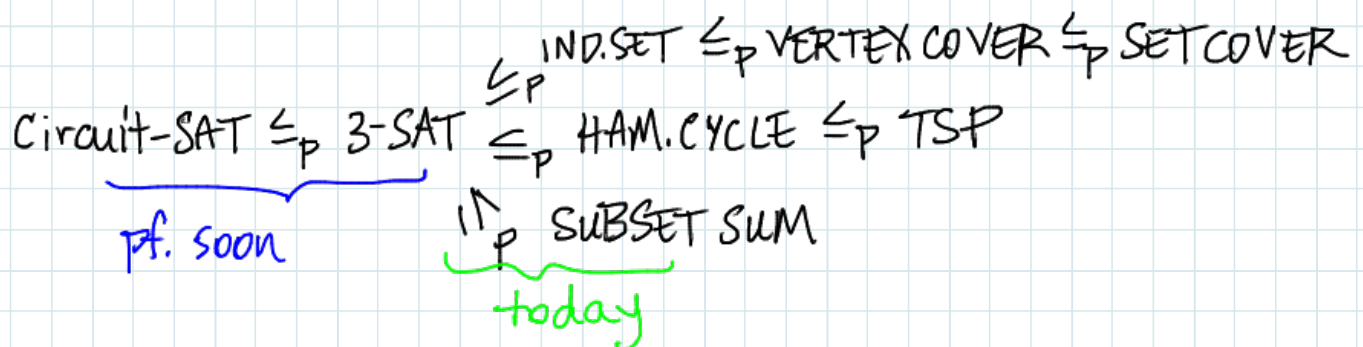 ≤p IND.SET ≤p VERTEX COVER ≤p SET COVER
Circuit-SAT ≤p 3-SAT ≤p HAM.CYCLE ≤p TSP
≤p SUBSET SUM
pf. soon
today